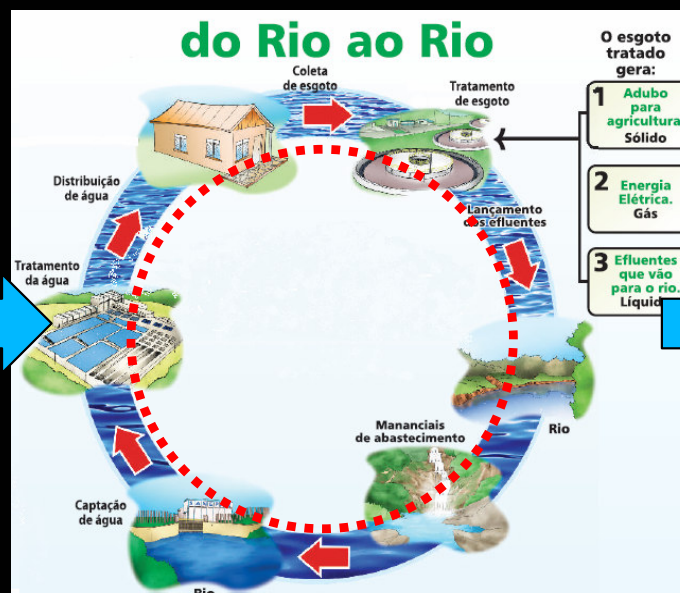 do Rio ao Rio
Coleta
de esgoto
Tratamento
de esgoto
O esgoto
tratado
gera:
1 Adubo
para
agricultura
Sólido
2 Energia
Elétrica.
Gás
3 Efluentes
que vão
para o rio.
Líquid
Distribuição
de água
Lançamento
dos efluentes
Tratamento
da água
Rio
Mananciais
de abastecimento
Captação
de água
Rio